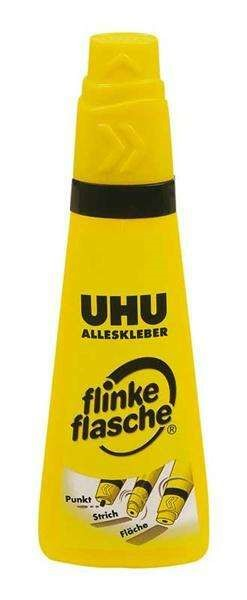 UHU
ALLESKLEBER
flinke
flasche®
Punkt
Strich
Fläche